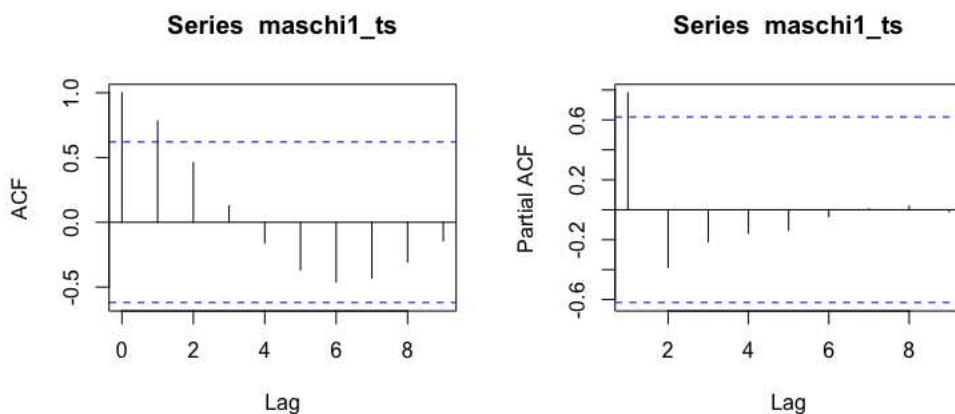 Series maschi1_ts
ACF
1.0
0.5
0.0
-0.5
0 2 4 6 8
Lag
Series maschi1_ts
Partial ACF
0.6
0.2
-0.2
-0.6
2 4 6 8
Lag